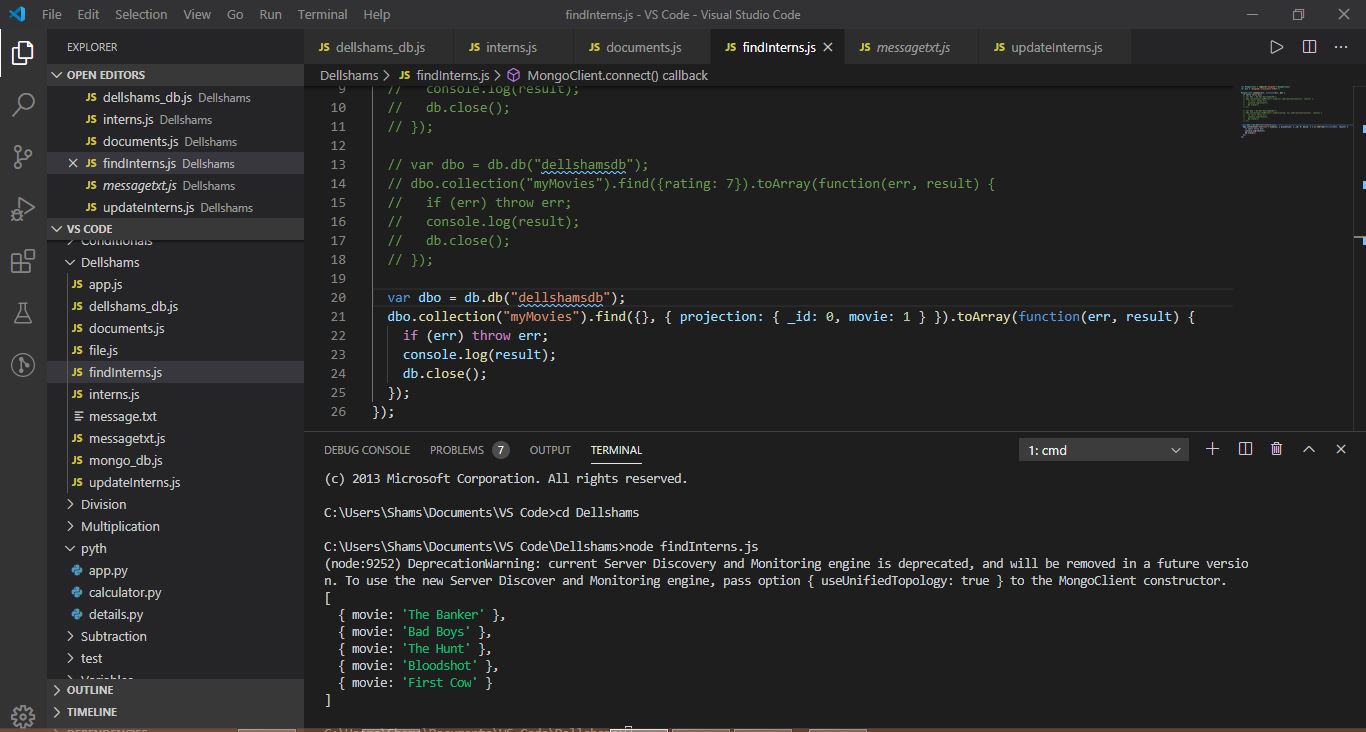 File Edit Selection View Go Run Terminal Help
findInterns.js - VS Code - Visual Studio Code
EXPLORER
OPEN EDITORS
JS dellshams_db.js Dellshams
JS interns.js Dellshams
JS documents.js Dellshams
JS findInterns.js Dellshams
JS messagetxt.js Dellshams
JS updateInterns.js Dellshams
VS CODE
Conditionals
Dellshams
JS app.js
JS dellshams_db.js
JS documents.js
JS file.js
JS findInterns.js
JS interns.js
message.txt
JS messagetxt.js
JS mongo_db.js
JS updateInterns.js
Division
Multiplication
pyth
app.py
calculator.py
details.py
Subtraction
test
Variables
OUTLINE
TIMELINE
DEPENDENCIES
JS dellshams_db.js JS interns.js JS documents.js JS findInterns.js JS messagetxt.js JS updateInterns.js
Dellshams > JS findInterns.js > MongoClient.connect() callback
9 // console.log(result);
10 // db.close();
11 // });
12
13 // var dbo = db.db("dellshamsdb");
14 // dbo.collection("myMovies").find({rating: 7}).toArray(function(err, result) {
15 // if (err) throw err;
16 // console.log(result);
17 // db.close();
18 // });
19
20 var dbo = db.db("dellshamsdb");
21 dbo.collection("myMovies").find({}, { projection: { _id: 0, movie: 1 } }).toArray(function(err, result) {
22 if (err) throw err;
23 console.log(result);
24 db.close();
25 });
26 });
DEBUG CONSOLE PROBLEMS 7 OUTPUT TERMINAL
1: cmd
(c) 2013 Microsoft Corporation. All rights reserved.
C:\Users\Shams\Documents\VS Code>cd Dellshams
C:\Users\Shams\Documents\VS Code\Dellshams>node findInterns.js
(node:9252) DeprecationWarning: current Server Discovery and Monitoring engine is deprecated, and will be removed in a future versio
n. To use the new Server Discover and Monitoring engine, pass option { useUnifiedTopology: true } to the MongoClient constructor.
[
{ movie: 'The Banker' },
{ movie: 'Bad Boys' },
{ movie: 'The Hunt' },
{ movie: 'Bloodshot' },
{ movie: 'First Cow' }
]
C:\Users\Shams\Documents\VS Code\Dellshams>